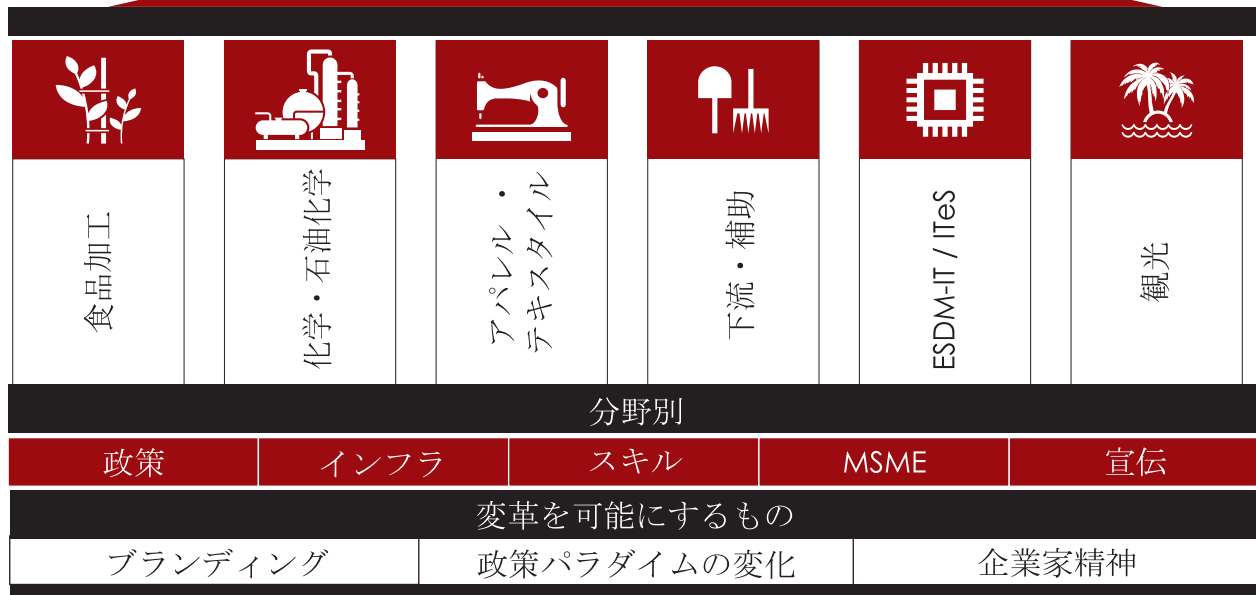 食品加工
化学・石油化学
アパレル・
テキスタイル
下流・補助
ESDM-IT / ITeS
観光
分野別
政策
インフラ
スキル
MSME
宣伝
変革を可能にするもの
ブランディング
政策パラダイムの変化
企業家精神